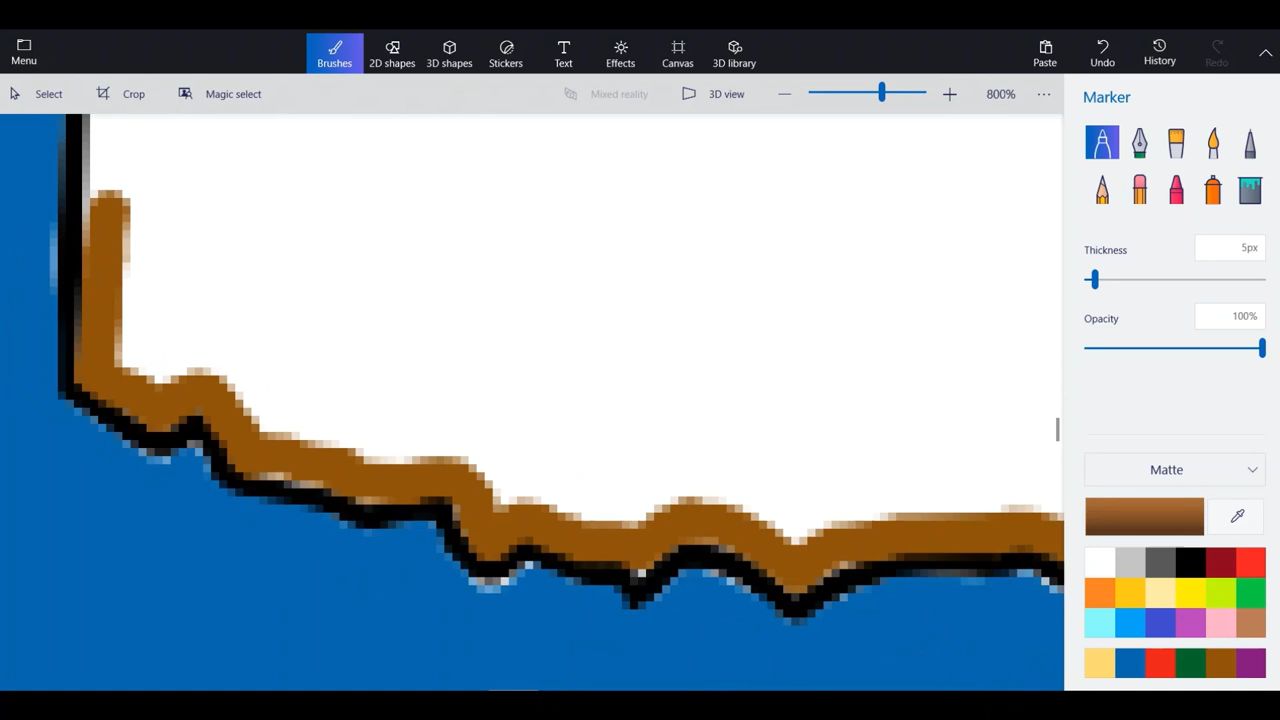 Menu
Brushes
2D shapes
3D shapes
Stickers
Text
Effects
Canvas
3D library
Paste
Undo
History
Redo
Select
Crop
Magic select
Mixed reality
3D view
800%
Marker
Thickness
5px
Opacity
100%
Matte